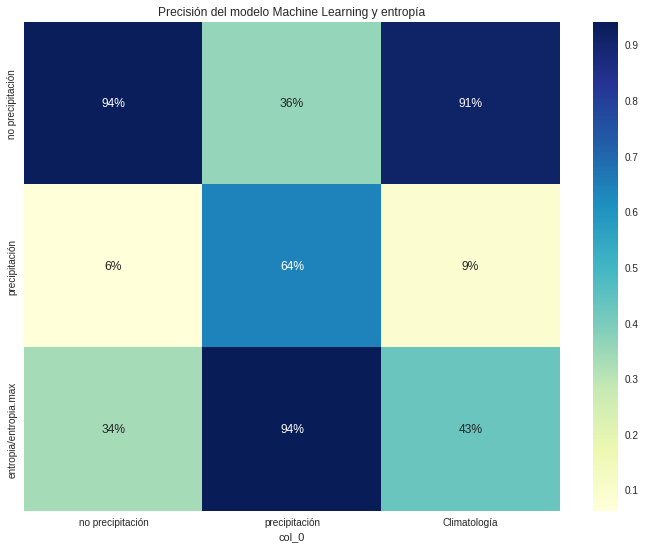 Precisión del modelo Machine Learning y entropía
no precipitación
94%
36%
91%
precipitación
6%
64%
9%
entropia/entropia.max
34%
94%
43%
no precipitación
precipitación
Climatología
col_0
0.9
0.8
0.7
0.6
0.5
0.4
0.3
0.2
0.1